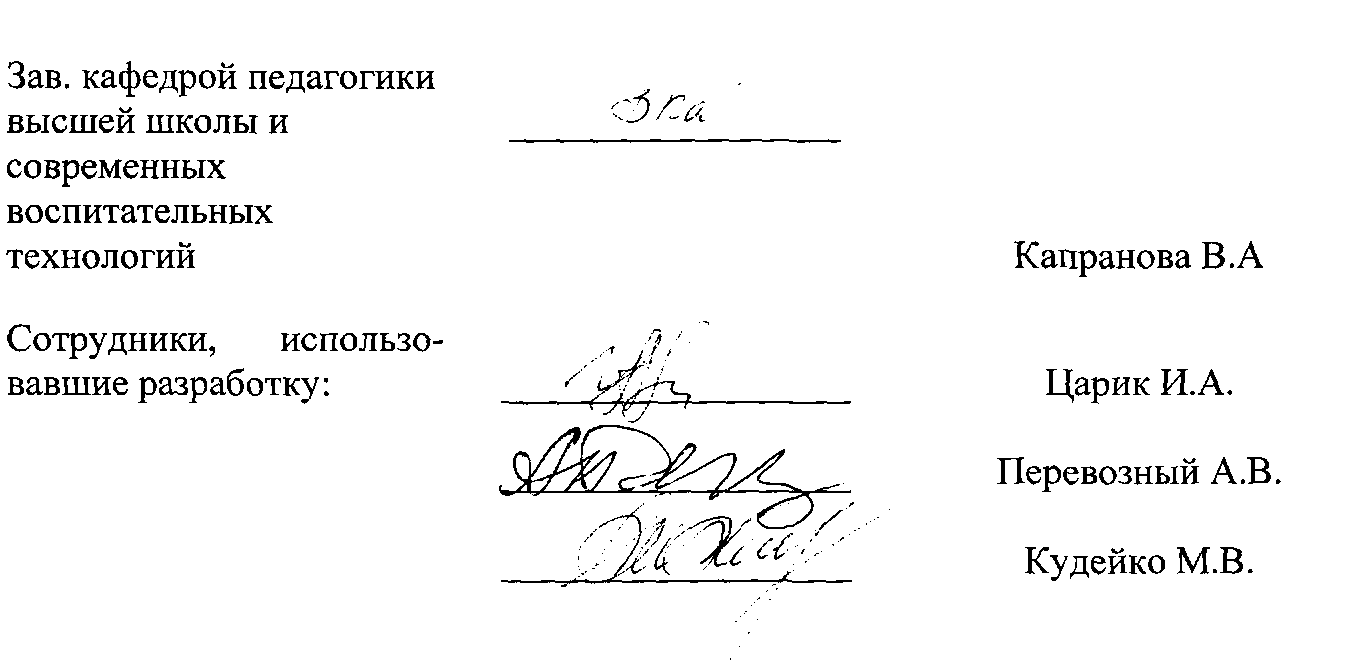 Зав. кафедрой педагогики
высшей школы и
современных
воспитательных
технологий
Капранова В.А
Сотрудники, использо-
вавшие разработку:
Царик И.А.
Перевозный А.В.
Кудейко М.В.